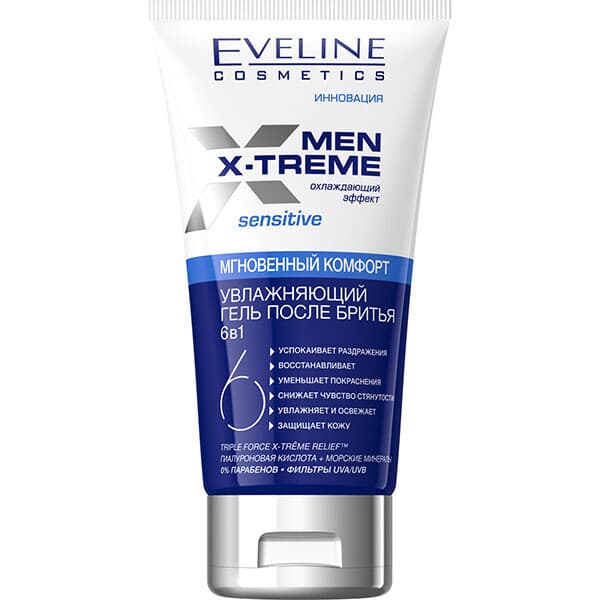 EVELINE
COSMETICS
ИННОВАЦИЯ
MEN
X-TREME
охлаждающий
эффект
sensitive
МГНОВЕННЫЙ КОМФОРТ
УВЛАЖНЯЮЩИЙ
ГЕЛЬ ПОСЛЕ БРИТЬЯ
6в1
6
УСПОКАИВАЕТ РАЗДРАЖЕНИЯ
ВОССТАНАВЛИВАЕТ
УМЕНЬШАЕТ ПОКРАСНЕНИЯ
СНИЖАЕТ ЧУВСТВО СТЯНУТОСТИ
УВЛАЖНЯЕТ И ОСВЕЖАЕТ
ЗАЩИЩАЕТ КОЖУ
TRIPLE FORCE X-TRÊME RELIEF™
ГИАЛУРОНОВАЯ КИСЛОТА + МОРСКИЕ МИНЕРАЛЫ
0% ПАРАБЕНОВ • ФИЛЬТРЫ UVA/UVB